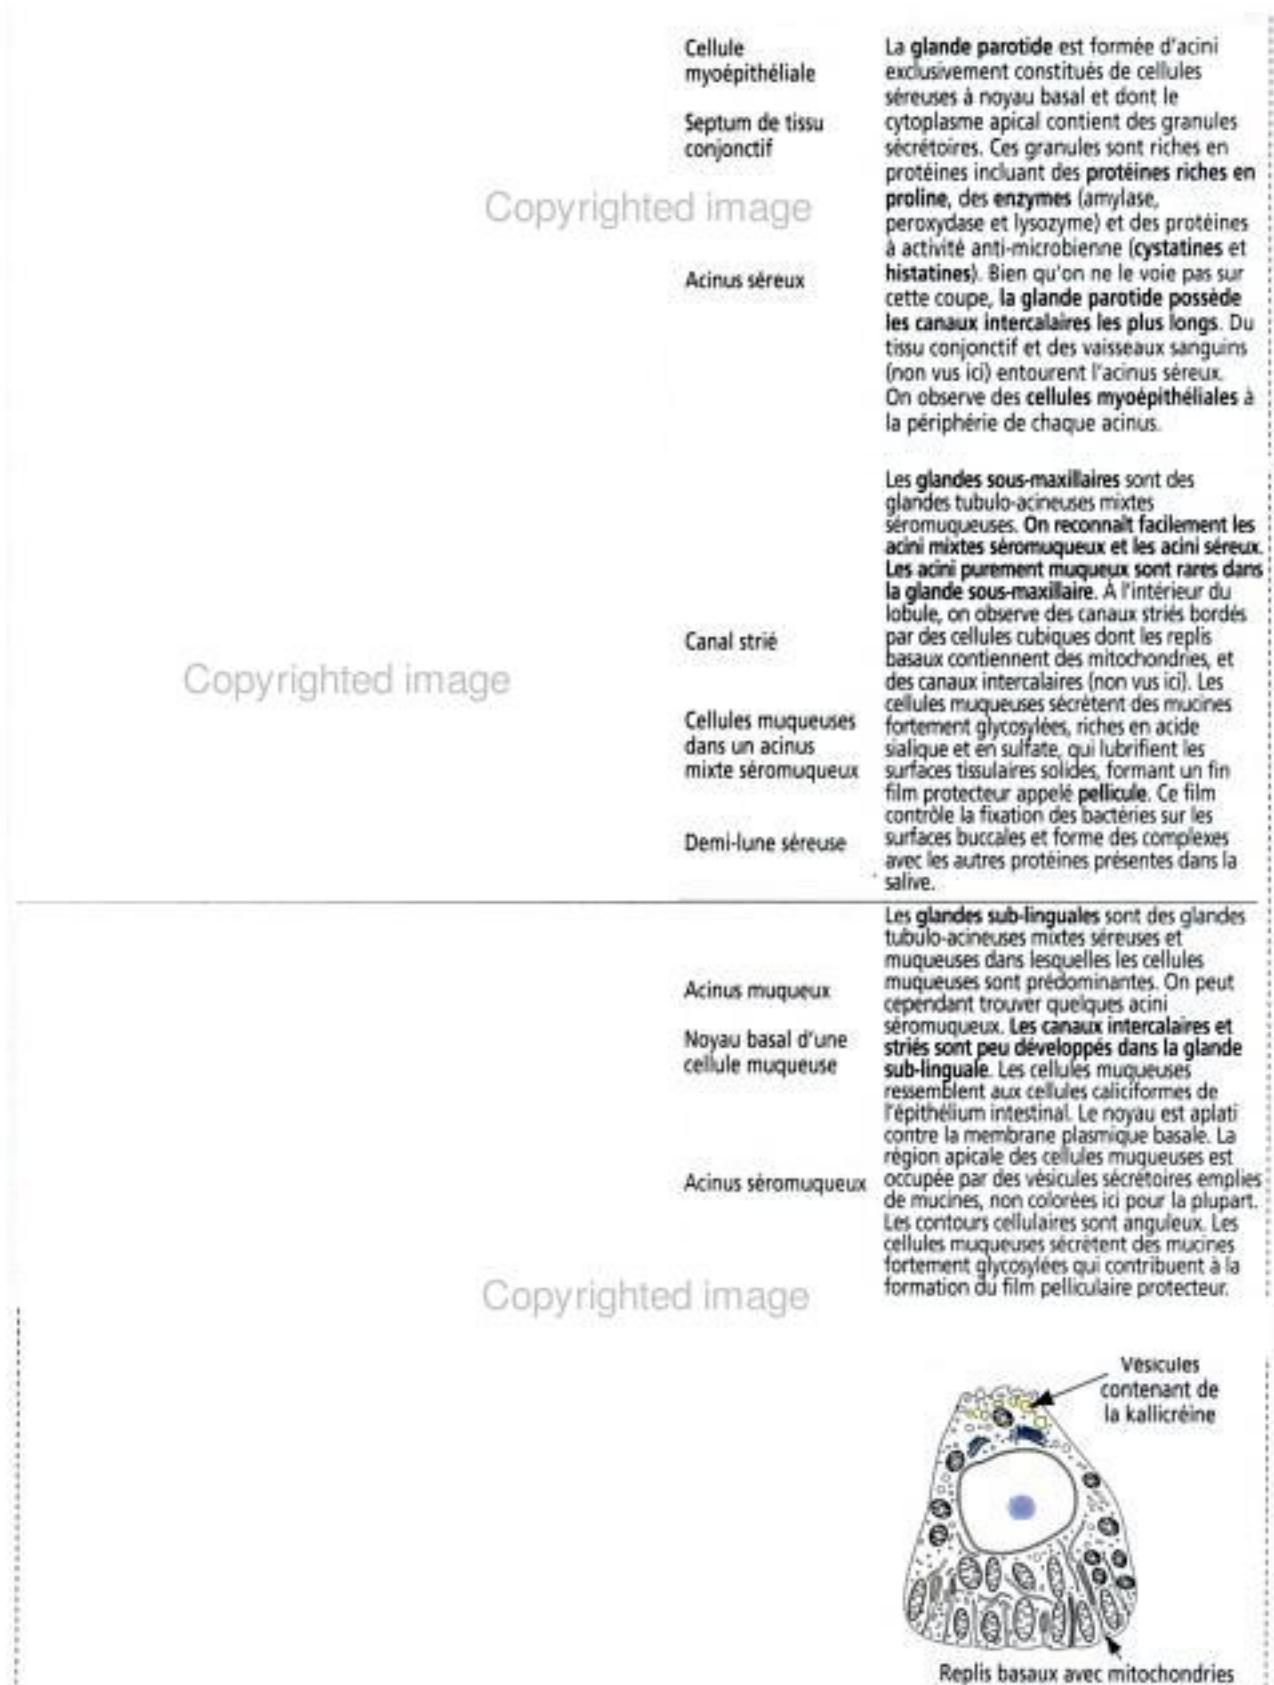 Cellule
myoépithéliale
Septum de tissu
conjonctif
Copyrighted image
Acinus séreux
La glande parotide est formée d'acini
exclusivement constitués de cellules
séreuses à noyau basal et dont le
cytoplasme apical contient des granules
sécrétoires. Ces granules sont riches en
protéines incluant des protéines riches en
proline, des enzymes (amylase,
peroxydase et lysozyme) et des protéines
à activité anti-microbienne (cystatines et
histatines). Bien qu'on ne le voie pas sur
cette coupe, la glande parotide possède
les canaux intercalaires les plus longs. Du
tissu conjonctif et des vaisseaux sanguins
(non vus ici) entourent l'acinus séreux.
On observe des cellules myoépithéliales à
la périphérie de chaque acinus.
Canal strié
Copyrighted image
Cellules muqueuses
dans un acinus
mixte séromuqueux
Demi-lune séreuse
Les glandes sous-maxillaires sont des
glandes tubulo-acineuses mixtes
séromuqueuses. On reconnaît facilement les
acini mixtes séromuqueux et les acini séreux.
Les acini purement muqueux sont rares dans
la glande sous-maxillaire. À l'intérieur du
lobule, on observe des canaux striés bordés
par des cellules cubiques dont les replis
basaux contiennent des mitochondries, et
des canaux intercalaires (non vus ici). Les
cellules muqueuses sécrètent des mucines
fortement glycosylées, riches en acide
sialique et en sulfate, qui lubrifient les
surfaces tissulaires solides, formant un fin
film protecteur appelé pellicule. Ce film
contrôle la fixation des bactéries sur les
surfaces buccales et forme des complexes
avec les autres protéines présentes dans la
salive.
Acinus muqueux
Noyau basal d'une
cellule muqueuse
Acinus séromuqueux
Copyrighted image
Les glandes sub-linguales sont des glandes
tubulo-acineuses mixtes séreuses et
muqueuses dans lesquelles les cellules
muqueuses sont prédominantes. On peut
cependant trouver quelques acini
séromuqueux. Les canaux intercalaires et
striés sont peu développés dans la glande
sub-linguale. Les cellules muqueuses
ressemblent aux cellules caliciformes de
l'épithélium intestinal. Le noyau est aplati
contre la membrane plasmique basale. La
région apicale des cellules muqueuses est
occupée par des vésicules sécrétoires emplies
de mucines, non colorées ici pour la plupart.
Les contours cellulaires sont anguleux. Les
cellules muqueuses sécrètent des mucines
fortement glycosylées qui contribuent à la
formation du film pelliculaire protecteur.
Vésicules
contenant de
la kallicréine
Replis basaux avec mitochondries